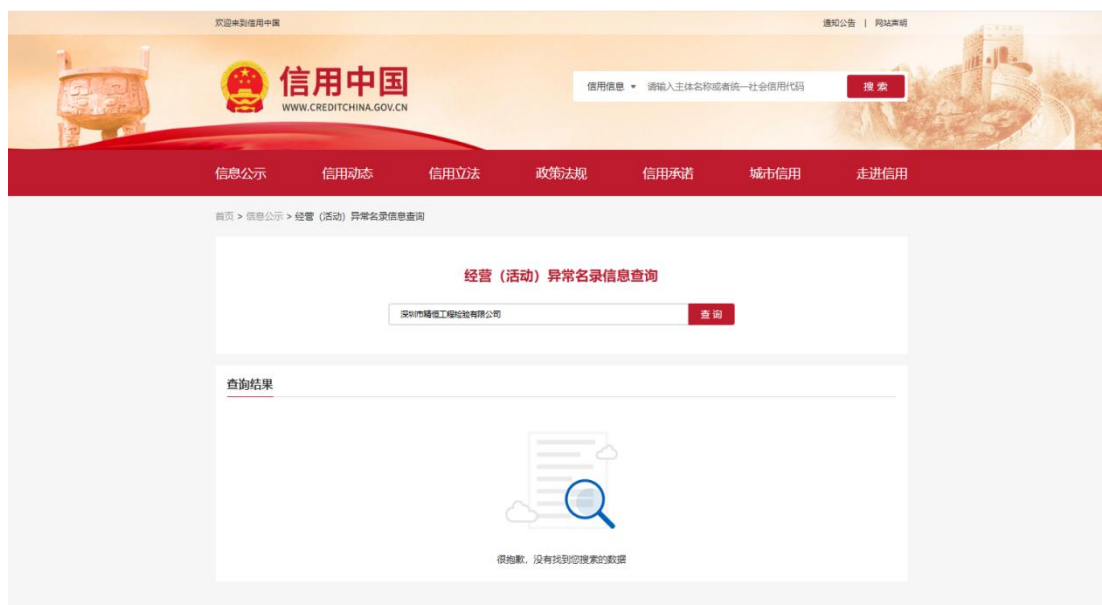 欢迎来到信用中国
通知公告 | 网站声明
信用中国
WWW.CREDITCHINA.GOV.CN
信用信息 请输入主体名称或者统一社会信用代码 搜索
信息公示 信用动态 信用立法 政策法规 信用承诺 城市信用 走进信用
首页 > 信息公示 > 经营（活动）异常名录信息查询
经营（活动）异常名录信息查询
深圳市精恒工程检验有限公司 查询
查询结果
很抱歉，没有找到您搜索的数据